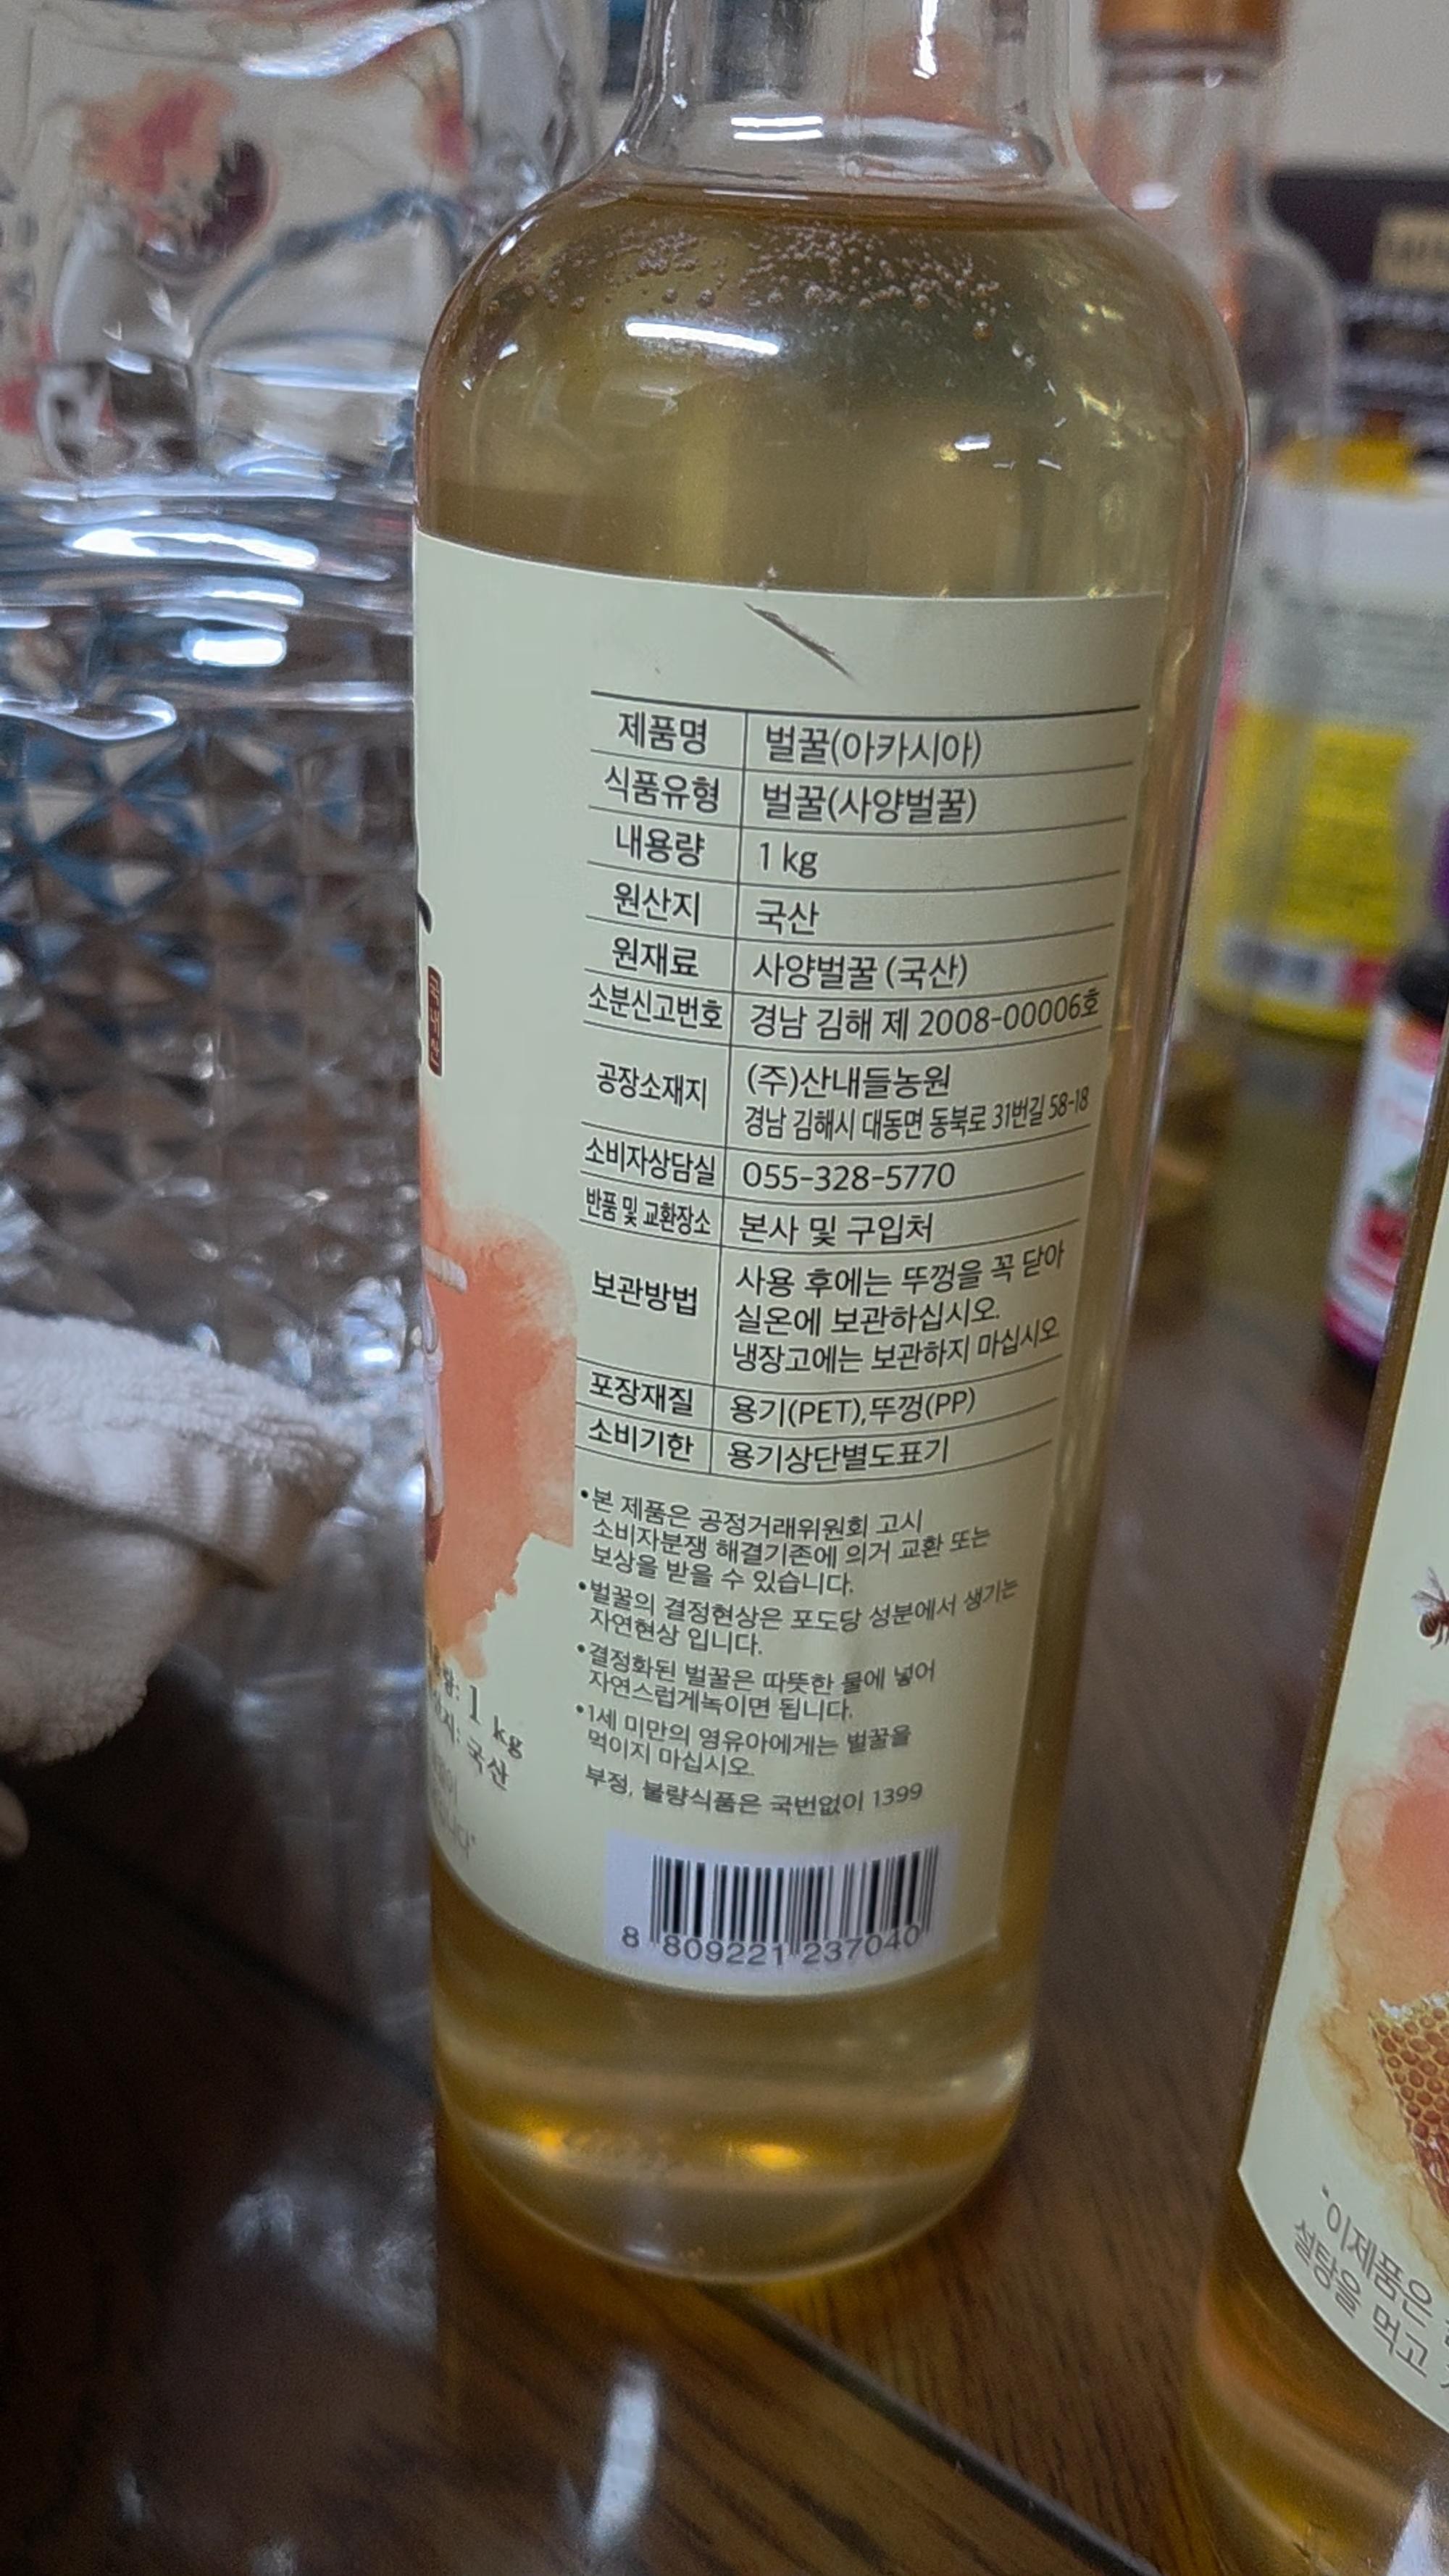 제품명 벌꿀(아카시아)
식품유형 벌꿀(사양벌꿀)
내용량 1 kg
원산지 국산
원재료 사양벌꿀 (국산)
소분신고번호 경남 김해 제 2008-00006호
공장소재지 (주)산내들농원
경남 김해시 대동면 동북로 31번길 58-18
소비자상담실 055-328-5770
반품 및 교환장소 본사 및 구입처
보관방법 사용 후에는 뚜껑을 꼭 닫아
실온에 보관하십시오.
냉장고에는 보관하지 마십시오
포장재질 용기(PET),뚜껑(PP)
소비기한 용기상단별도표기
•본 제품은 공정거래위원회 고시
소비자분쟁 해결기존에 의거 교환 또는
보상을 받을 수 있습니다.
•벌꿀의 결정현상은 포도당 성분에서 생기는
자연현상 입니다.
•결정화된 벌꿀은 따뜻한 물에 넣어
자연스럽게녹이면 됩니다.
•1세 미만의 영유아에게는 벌꿀을
먹이지 마십시오.
부정, 불량식품은 국번없이 1399
8 809221 237040
국내산
1 kg
국산
"이제품은
설탕을 먹고